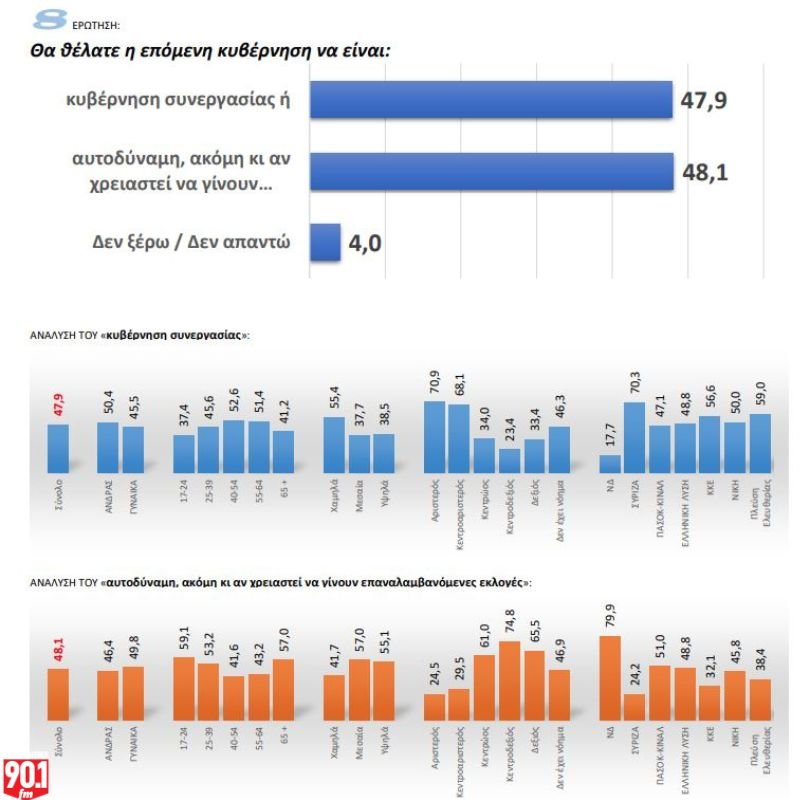 8 ΕΡΩΤΗΣΗ:
Θα θέλατε η επόμενη κυβέρνηση να είναι:
κυβέρνηση συνεργασίας ή
47,9
αυτοδύναμη, ακόμη κι αν
χρειαστεί να γίνουν...
48,1
Δεν ξέρω / Δεν απαντώ
4,0
ΑΝΑΛΥΣΗ ΤΟΥ «κυβέρνηση συνεργασίας»:
47,9 50,4 45,5 37,4 45,6 52,6 51,4 41,2 55,4 37,7 38,5 70,9 68,1 34,0 23,4 33,4 46,3 17,7 70,3 47,1 48,8 56,6 50,0 59,0
Σύνολο ΑΝΔΡΑΣ ΓΥΝΑΙΚΑ 17-24 25-39 40-54 55-64 65 + Χαμηλά Μεσαία Υψηλά Αριστερός Κεντροαριστερός Κεντρώος Κεντροδεξιός Δεξιός Δεν έχει νόημα ΝΔ ΣΥΡΙΖΑ ΠΑΣΟΚ-ΚΙΝΑΛ ΕΛΛΗΝΙΚΗ ΛΥΣΗ ΚΚΕ ΝΙΚΗ Πλεύση Ελευθερίας
ΑΝΑΛΥΣΗ ΤΟΥ «αυτοδύναμη, ακόμη κι αν χρειαστεί να γίνουν επαναλαμβανόμενες εκλογές»:
48,1 46,4 49,8 59,1 53,2 41,6 43,2 57,0 41,7 57,0 55,1 24,5 29,5 61,0 74,8 65,5 46,9 79,9 24,2 51,0 48,8 32,1 45,8 38,4
Σύνολο ΑΝΔΡΑΣ ΓΥΝΑΙΚΑ 17-24 25-39 40-54 55-64 65 + Χαμηλά Μεσαία Υψηλά Αριστερός Κεντροαριστερός Κεντρώος Κεντροδεξιός Δεξιός Δεν έχει νόημα ΝΔ ΣΥΡΙΖΑ ΠΑΣΟΚ-ΚΙΝΑΛ ΕΛΛΗΝΙΚΗ ΛΥΣΗ ΚΚΕ ΝΙΚΗ Πλεύση Ελευθερίας
90.1
fm